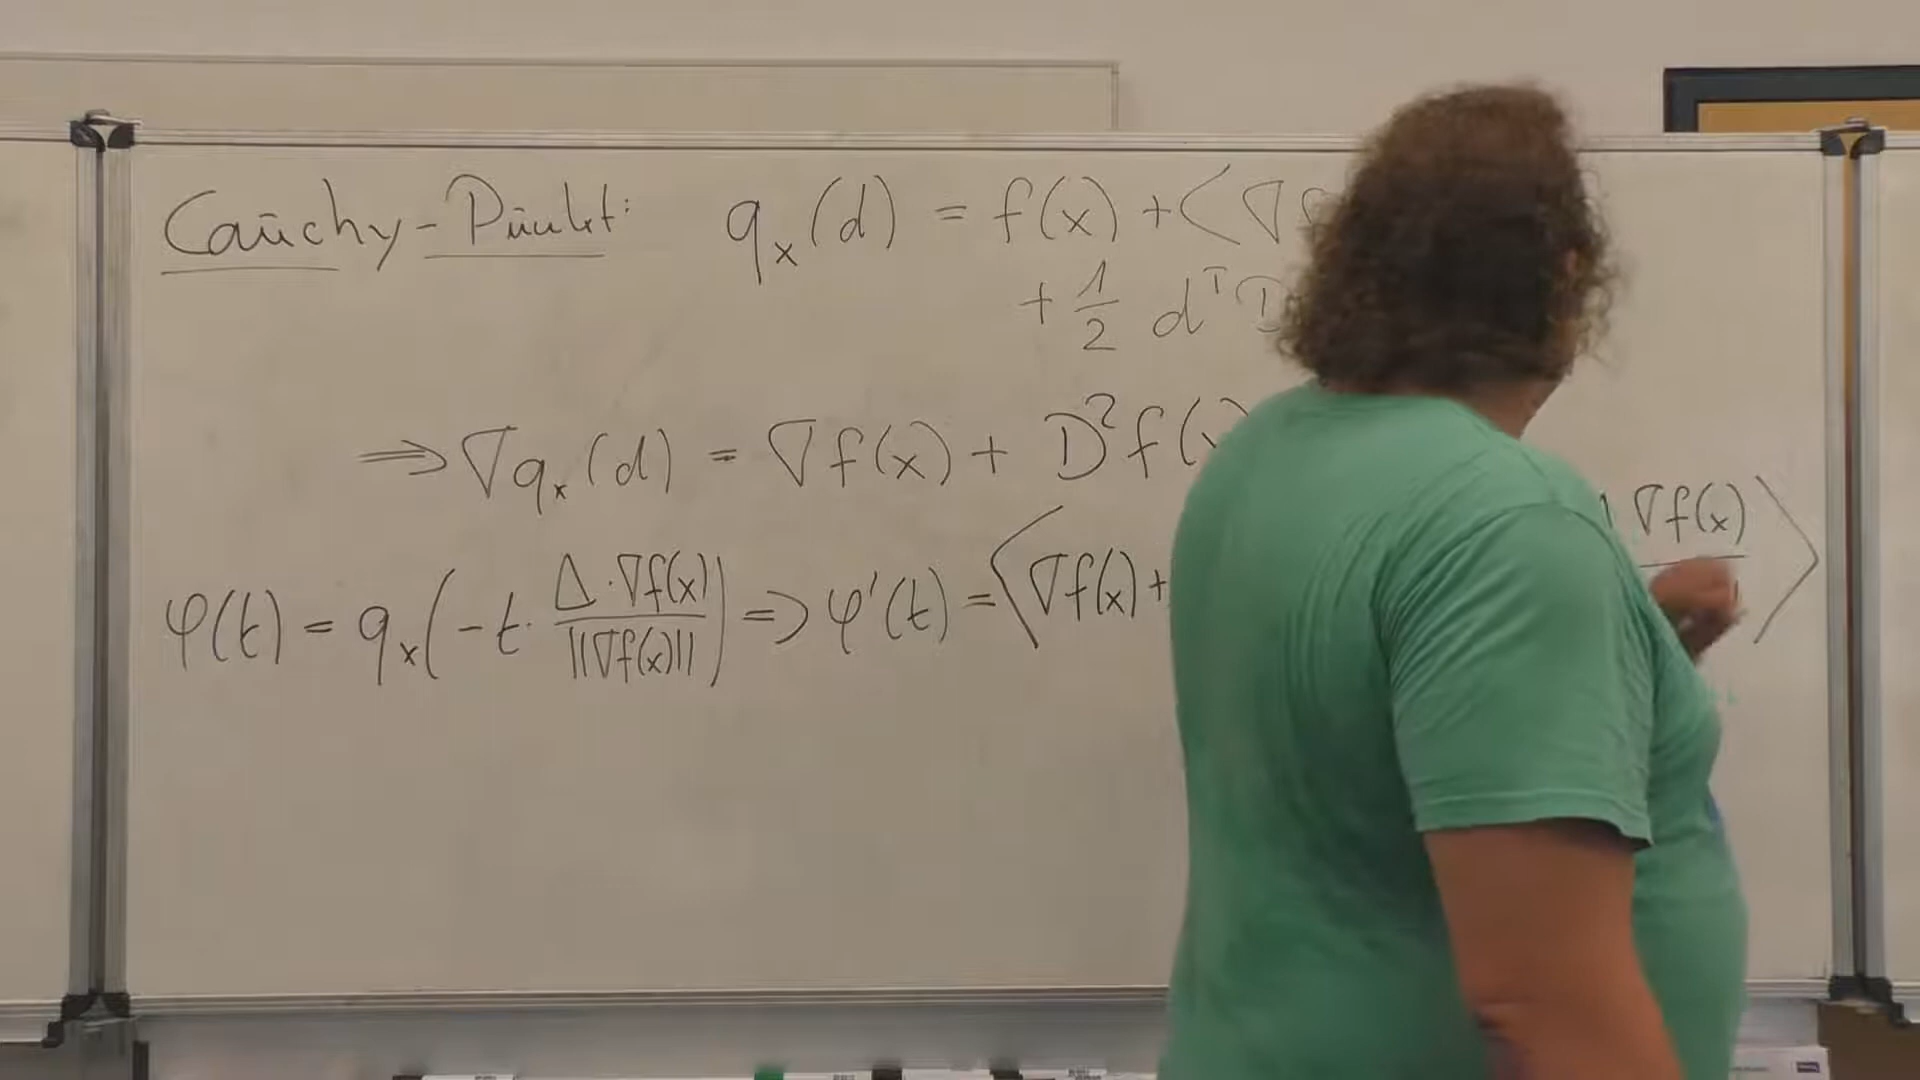 Cauchy-Punkt: q_x(d) = f(x) + ⟨∇f
+ 1/2 d^T D
⇒ ∇q_x(d) = ∇f(x) + D²f(x
φ(t) = q_x(-t · Δ·∇f(x) / ||∇f(x)||) ⇒ φ'(t) = ⟨∇f(x) + ∇f(x)⟩